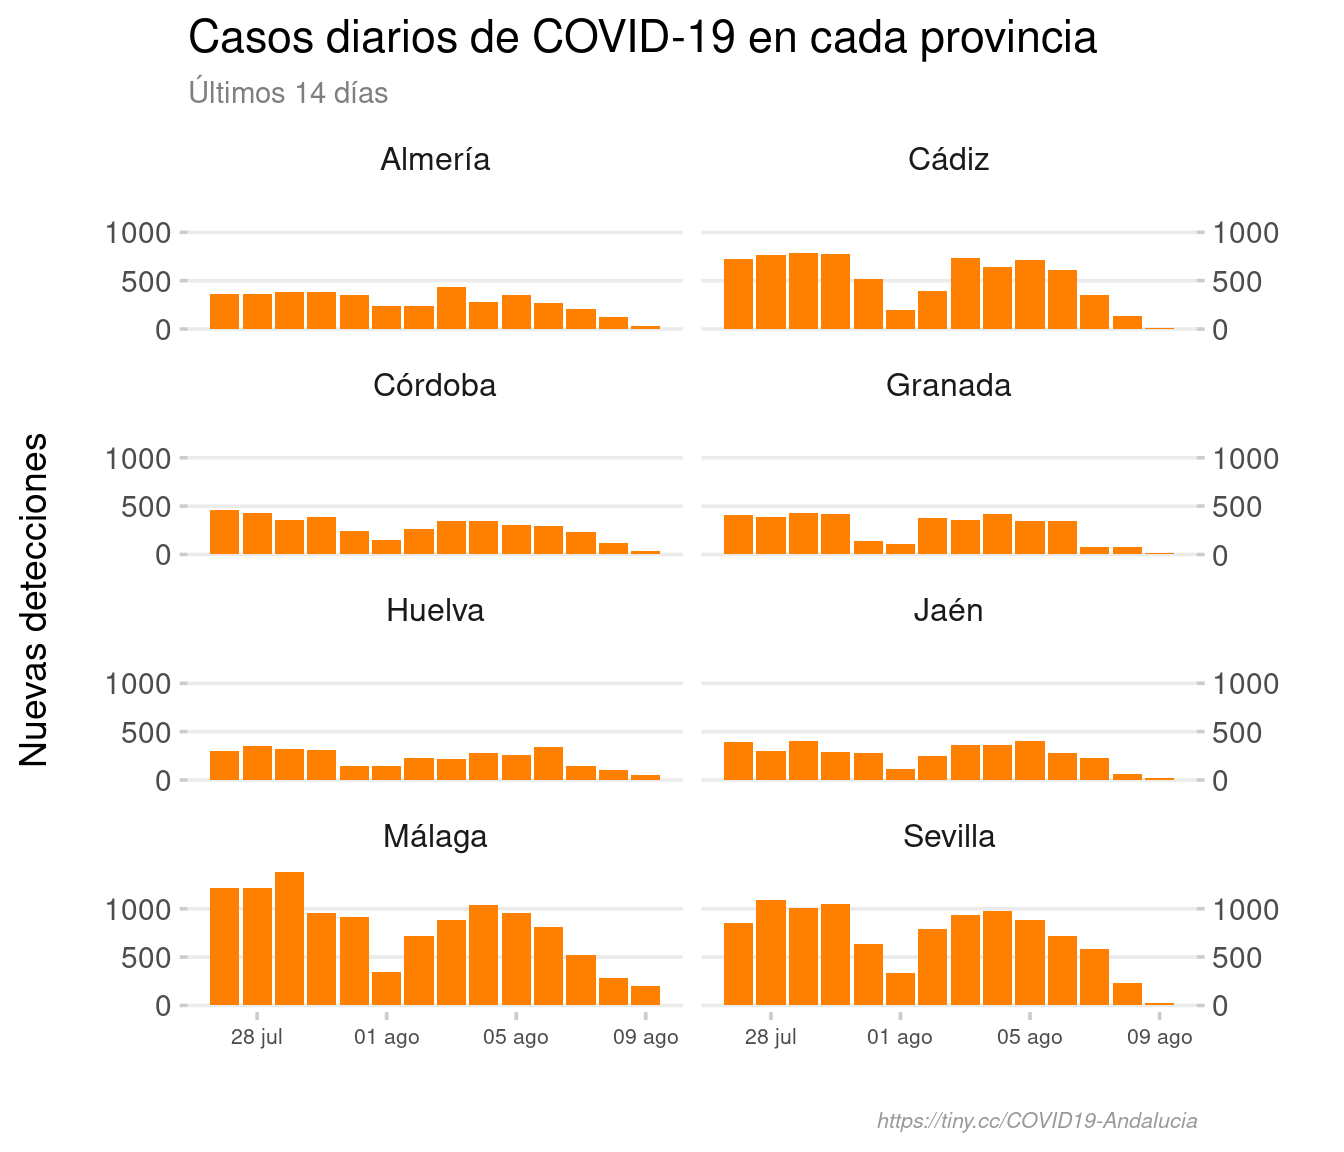 Casos diarios de COVID-19 en cada provincia
Últimos 14 días
Nuevas detecciones
Almería
Cádiz
1000
500
0
1000
500
0
Córdoba
Granada
1000
500
0
1000
500
0
Huelva
Jaén
1000
500
0
1000
500
0
Málaga
Sevilla
1000
500
0
1000
500
0
28 jul 01 ago 05 ago 09 ago
28 jul 01 ago 05 ago 09 ago
https://tiny.cc/COVID19-Andalucia